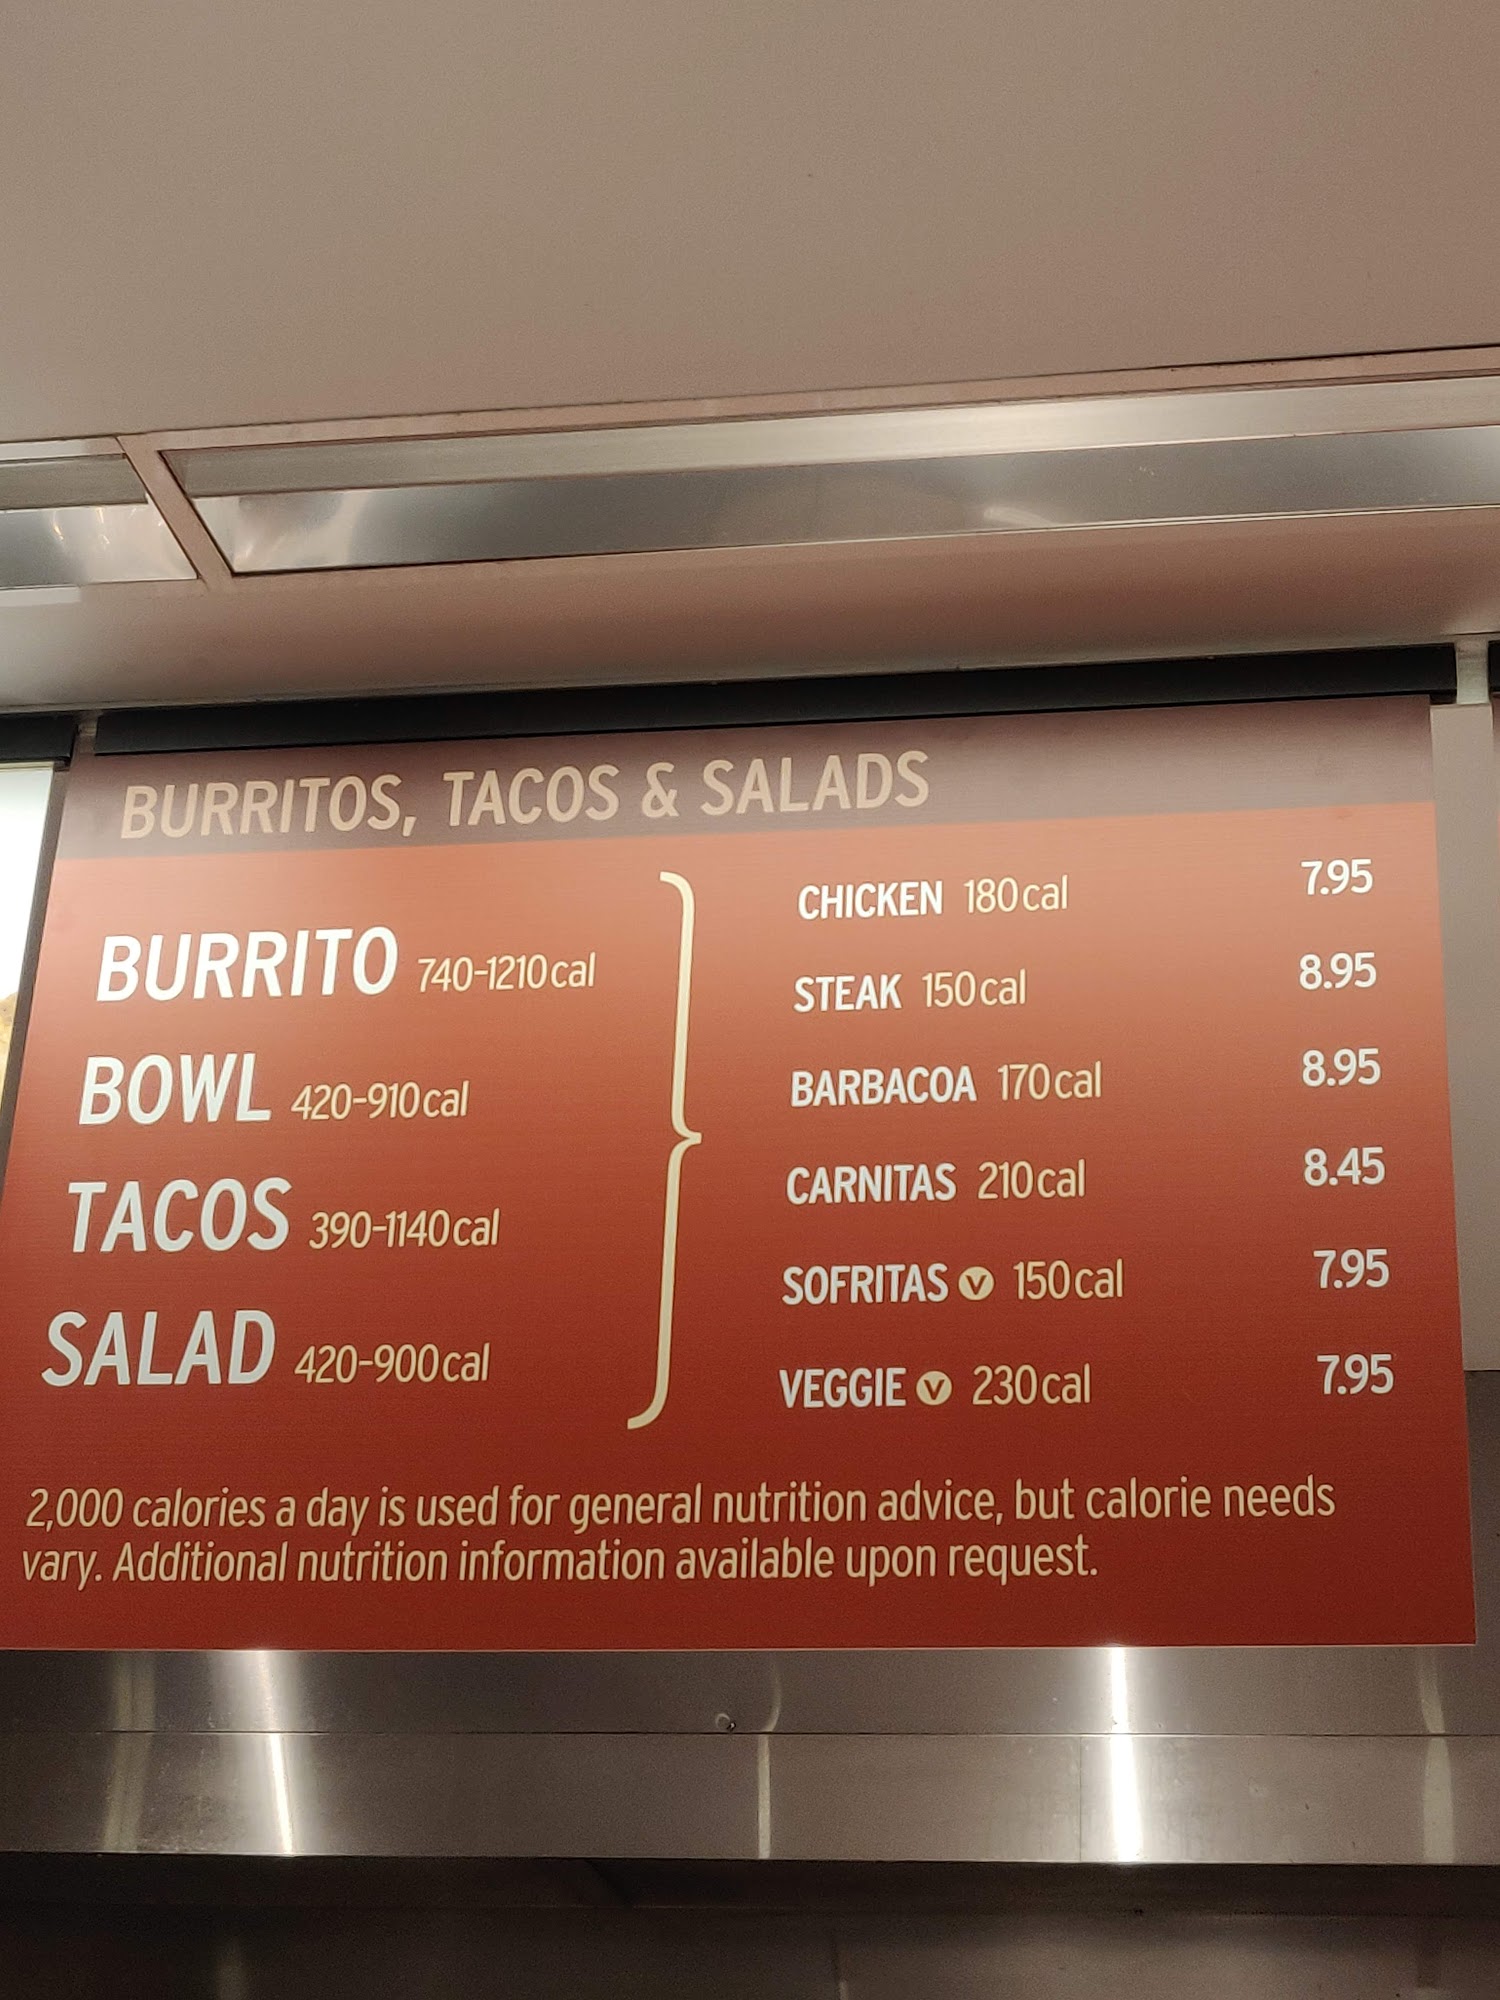 BURRITOS, TACOS & SALADS
BURRITO 740-1210cal
BOWL 420-910cal
TACOS 390-1140cal
SALAD 420-900cal
CHICKEN 180cal 7.95
STEAK 150cal 8.95
BARBACOA 170cal 8.95
CARNITAS 210cal 8.45
SOFRITAS V 150cal 7.95
VEGGIE V 230cal 7.95
2,000 calories a day is used for general nutrition advice, but calorie needs
vary. Additional nutrition information available upon request.